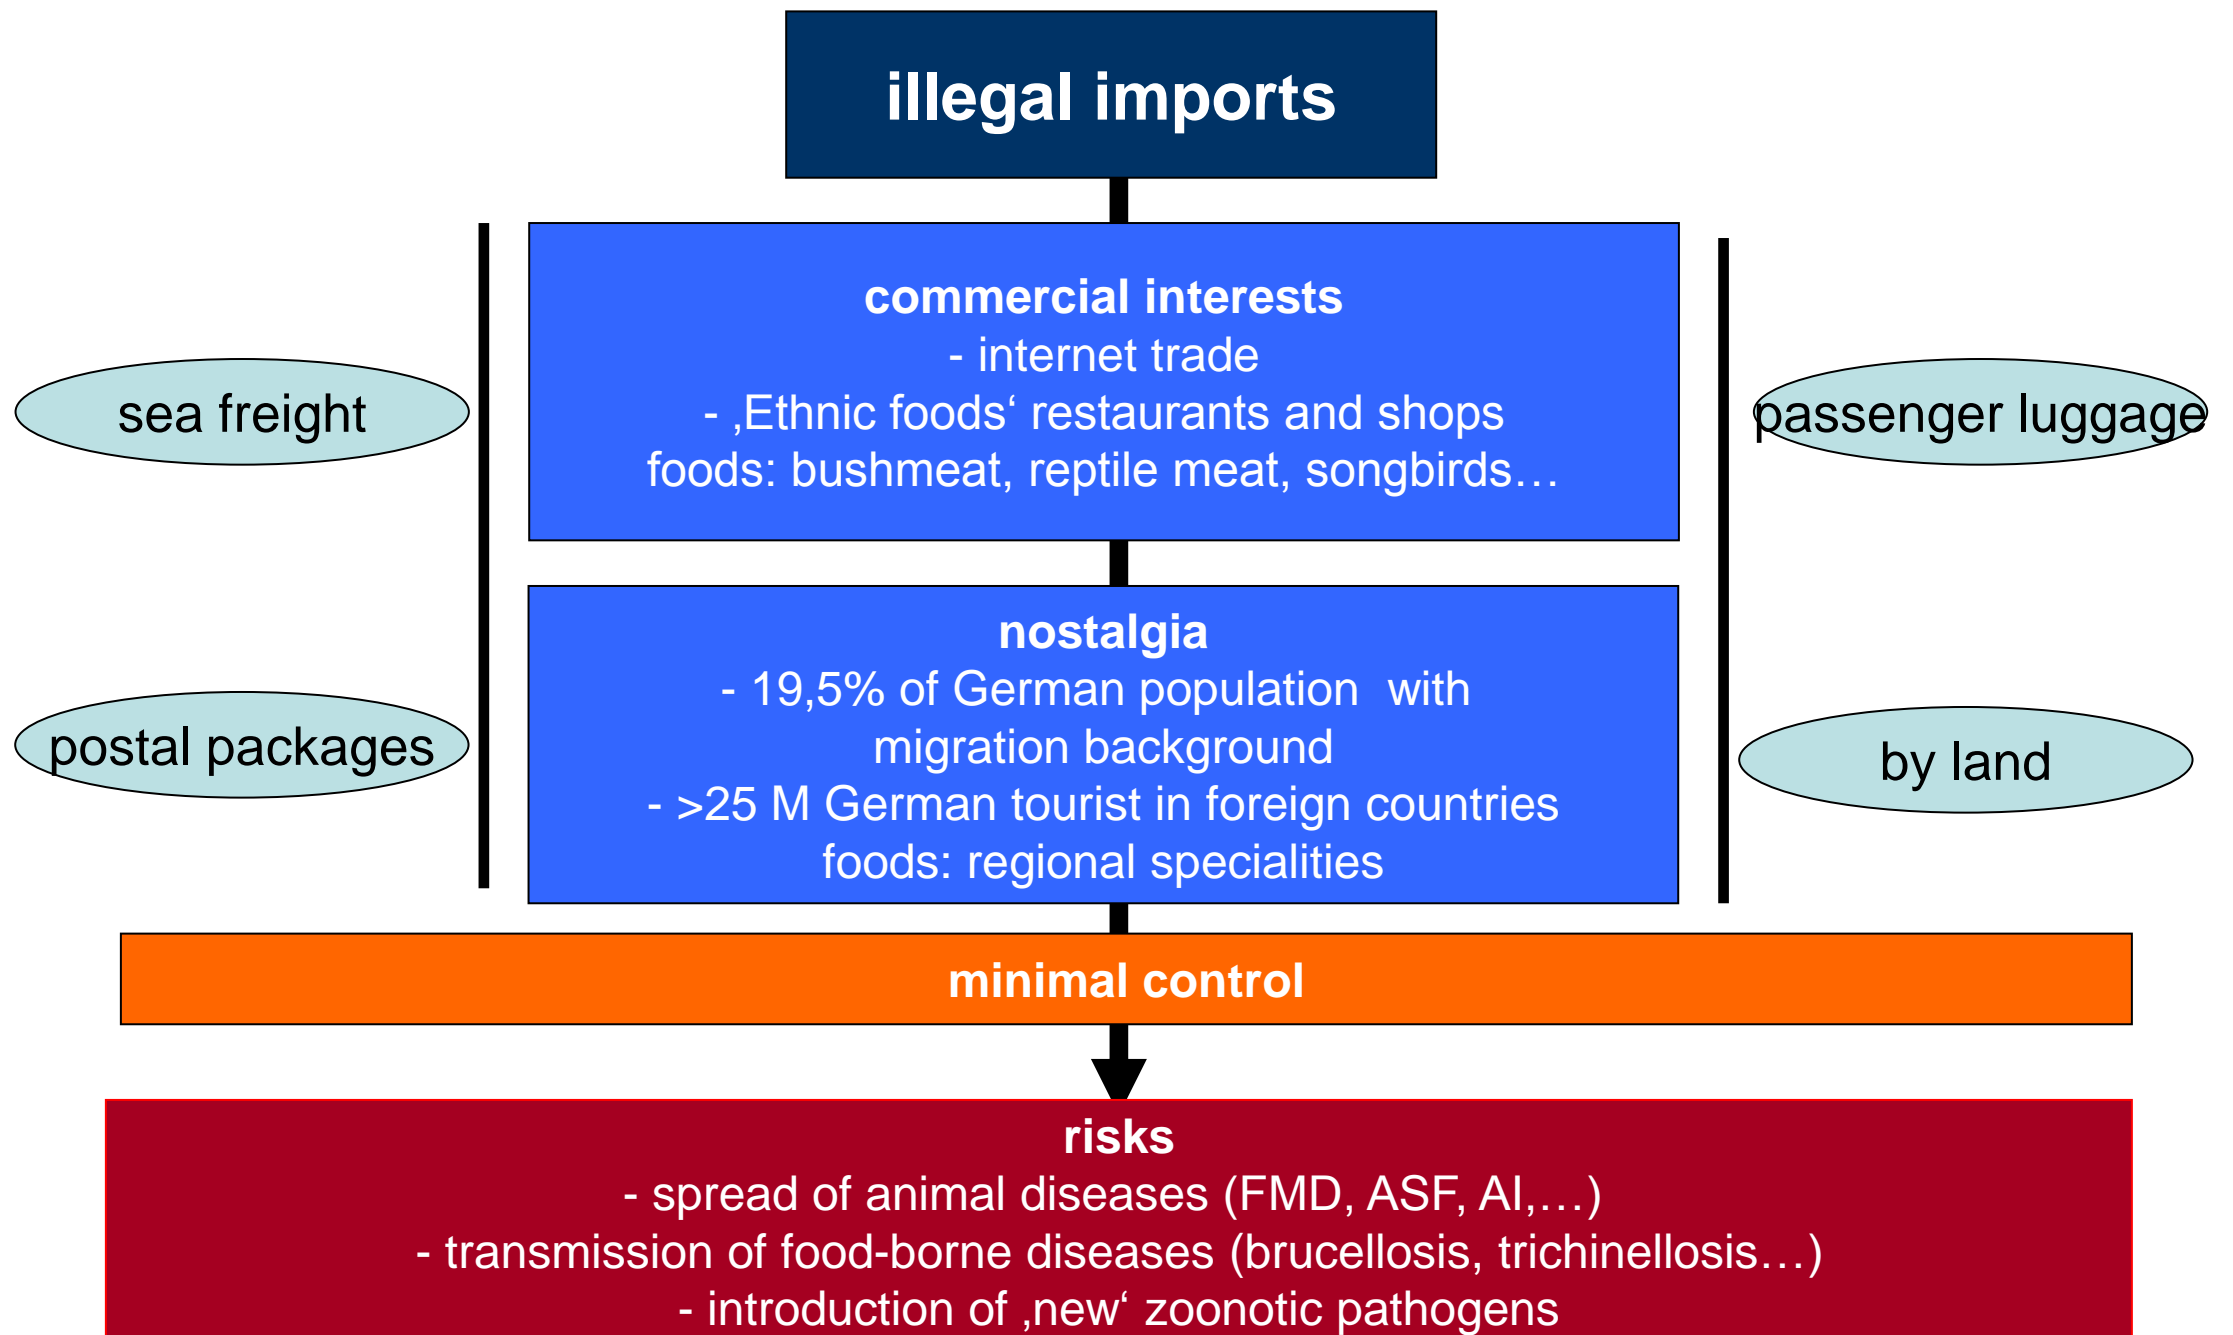 illegal imports
commercial interests
- internet trade
- ‚Ethnic foods‘ restaurants and shops
foods: bushmeat, reptile meat, songbirds…
sea freight
passenger luggage
nostalgia
- 19,5% of German population  with
migration background
- >25 M German tourist in foreign countries
foods: regional specialities
postal packages
by land
minimal control
risks
- spread of animal diseases (FMD, ASF, AI,…)
- transmission of food-borne diseases (brucellosis, trichinellosis…)
- introduction of ‚new‘ zoonotic pathogens